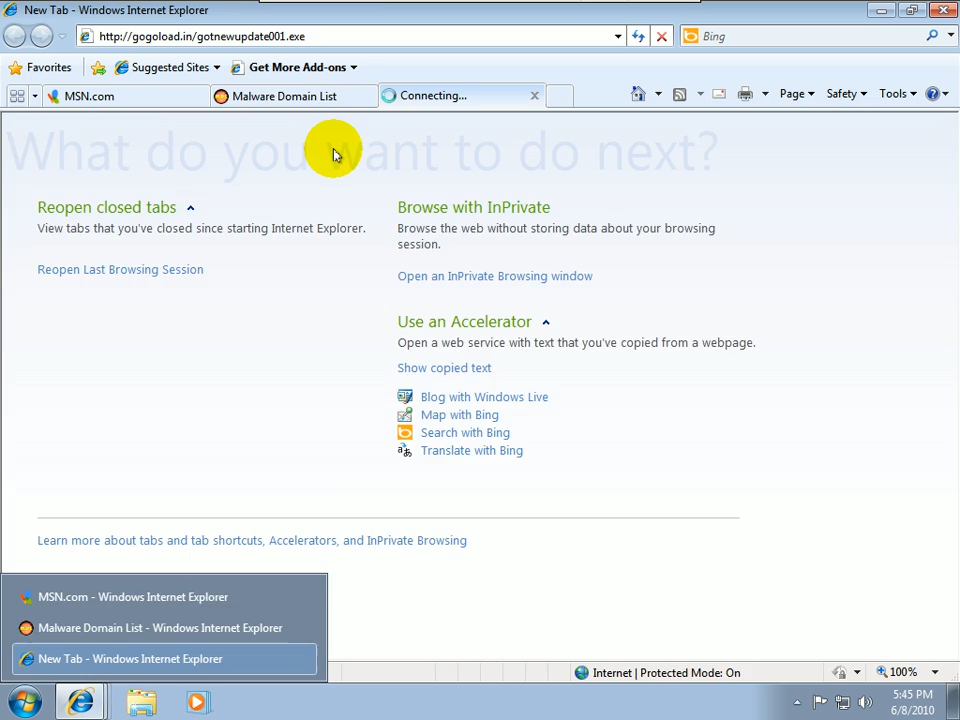 New Tab - Windows Internet Explorer
http://gogoload.in/gotnewupdate001.exe
Bing
Favorites
Suggested Sites
Get More Add-ons
MSN.com
Malware Domain List
Connecting...
Page
Safety
Tools
What do you want to do next?
Reopen closed tabs
View tabs that you've closed since starting Internet Explorer.
Reopen Last Browsing Session
Browse with InPrivate
Browse the web without storing data about your browsing
session.
Open an InPrivate Browsing window
Use an Accelerator
Open a web service with text that you've copied from a webpage.
Show copied text
Blog with Windows Live
Map with Bing
Search with Bing
Translate with Bing
Learn more about tabs and tab shortcuts, Accelerators, and InPrivate Browsing
MSN.com - Windows Internet Explorer
Malware Domain List - Windows Internet Explorer
New Tab - Windows Internet Explorer
Internet | Protected Mode: On
100%
5:45 PM
6/8/2010